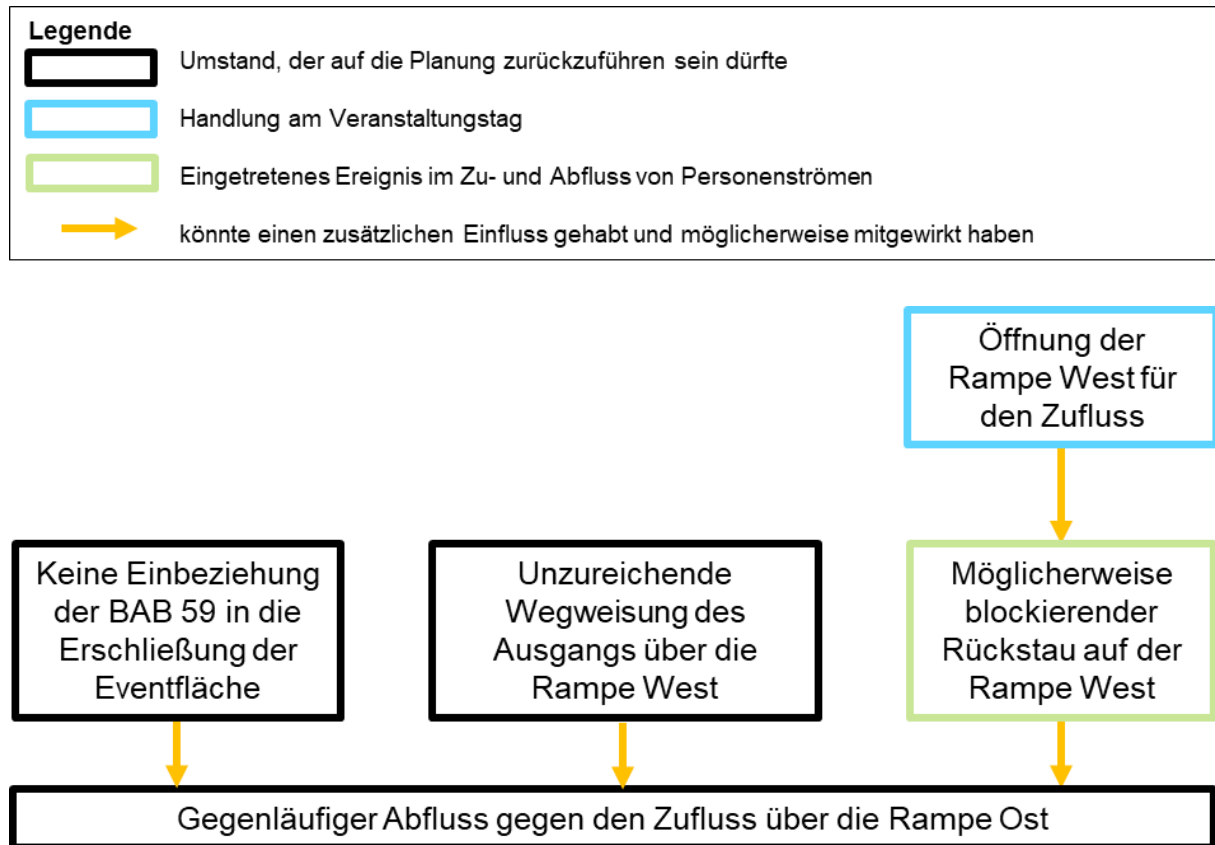 Legende
Umstand, der auf die Planung zurückzuführen sein dürfte
Handlung am Veranstaltungstag
Eingetretenes Ereignis im Zu- und Abfluss von Personenströmen
könnte einen zusätzlichen Einfluss gehabt und möglicherweise mitgewirkt haben
Öffnung der
Rampe West für
den Zufluss
Keine Einbeziehung
der BAB 59 in die
Erschließung der
Eventfläche
Unzureichende
Wegweisung des
Ausgangs über die
Rampe West
Möglicherweise
blockierender
Rückstau auf der
Rampe West
Gegenläufiger Abfluss gegen den Zufluss über die Rampe Ost